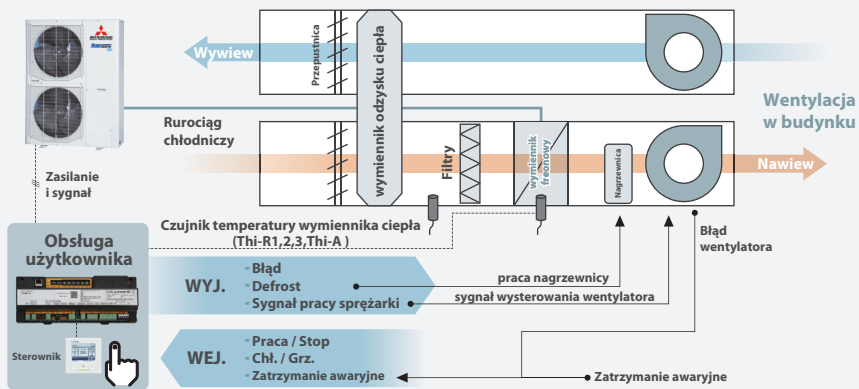 MITSUBISHI
Wywiew
Przepustnica
wymiennik odzysku ciepła
Wentylacja
w budynku
Rurociąg
chłodniczy
Filtry
wymiennik
freonowy
Nagrzewnica
Nawiew
Zasilanie
i sygnał
Czujnik temperatury wymiennika ciepła
(Thi-R1,2,3,Thi-A )
Błąd
wentylatora
Obsługa
użytkownika
Sterownik
WYJ.
▪ Błąd
▪ Defrost
▪ Sygnał pracy sprężarki
praca nagrzewnicy
sygnał wysterowania wentylatora
WEJ.
▪ Praca / Stop
▪ Chł. / Grz.
▪ Zatrzymanie awaryjne
Zatrzymanie awaryjne